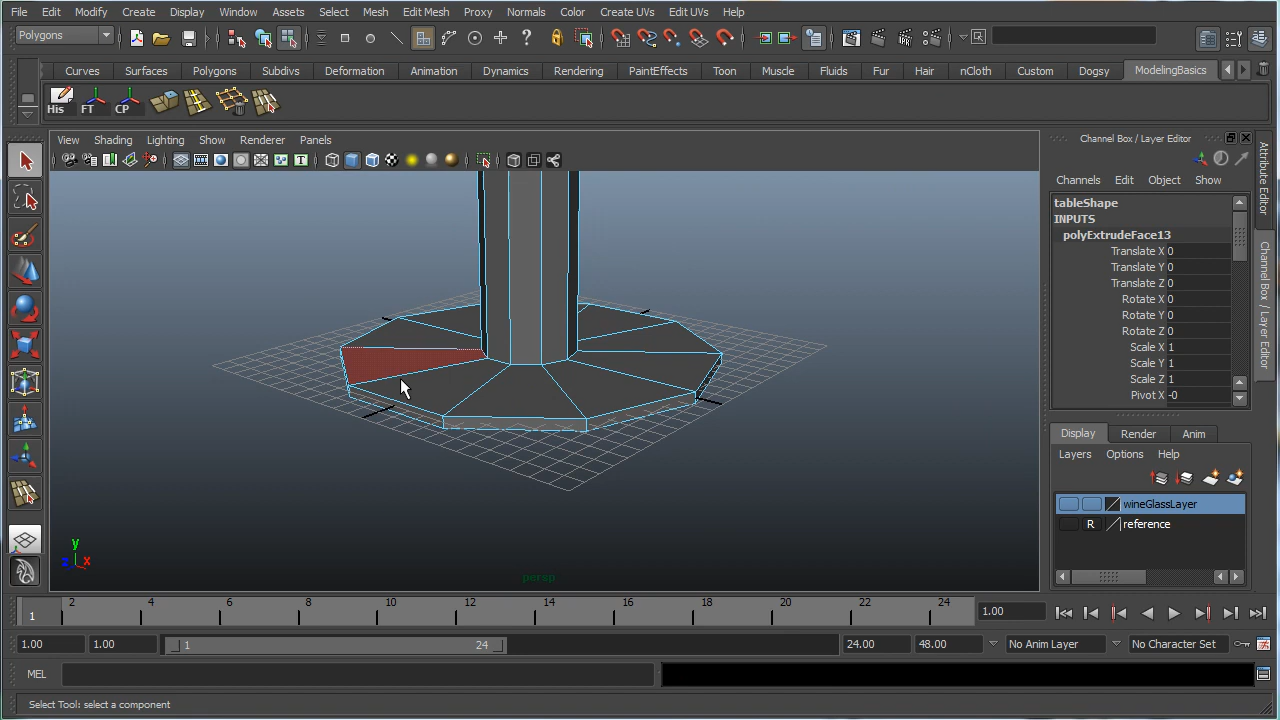 File Edit Modify Create Display Window Assets Select Mesh Edit Mesh Proxy Normals Color Create UVs Edit UVs Help
Polygons
Curves Surfaces Polygons Subdivs Deformation Animation Dynamics Rendering PaintEffects Toon Muscle Fluids Fur Hair nCloth Custom Dogsy ModelingBasics
His FT CP
View Shading Lighting Show Renderer Panels
T
Channel Box / Layer Editor
Channels Edit Object Show
tableShape
INPUTS
polyExtrudeFace13
Translate X 0
Translate Y 0
Translate Z 0
Rotate X 0
Rotate Y 0
Rotate Z 0
Scale X 1
Scale Y 1
Scale Z 1
Pivot X -0
Attribute Editor
Channel Box / Layer Editor
Display Render Anim
Layers Options Help
wineGlassLayer
R reference
y
z x
persp
1 2 4 6 8 10 12 14 16 18 20 22 24 1.00
1.00 1.00 1 24 24.00 48.00 No Anim Layer No Character Set
MEL
Select Tool: select a component